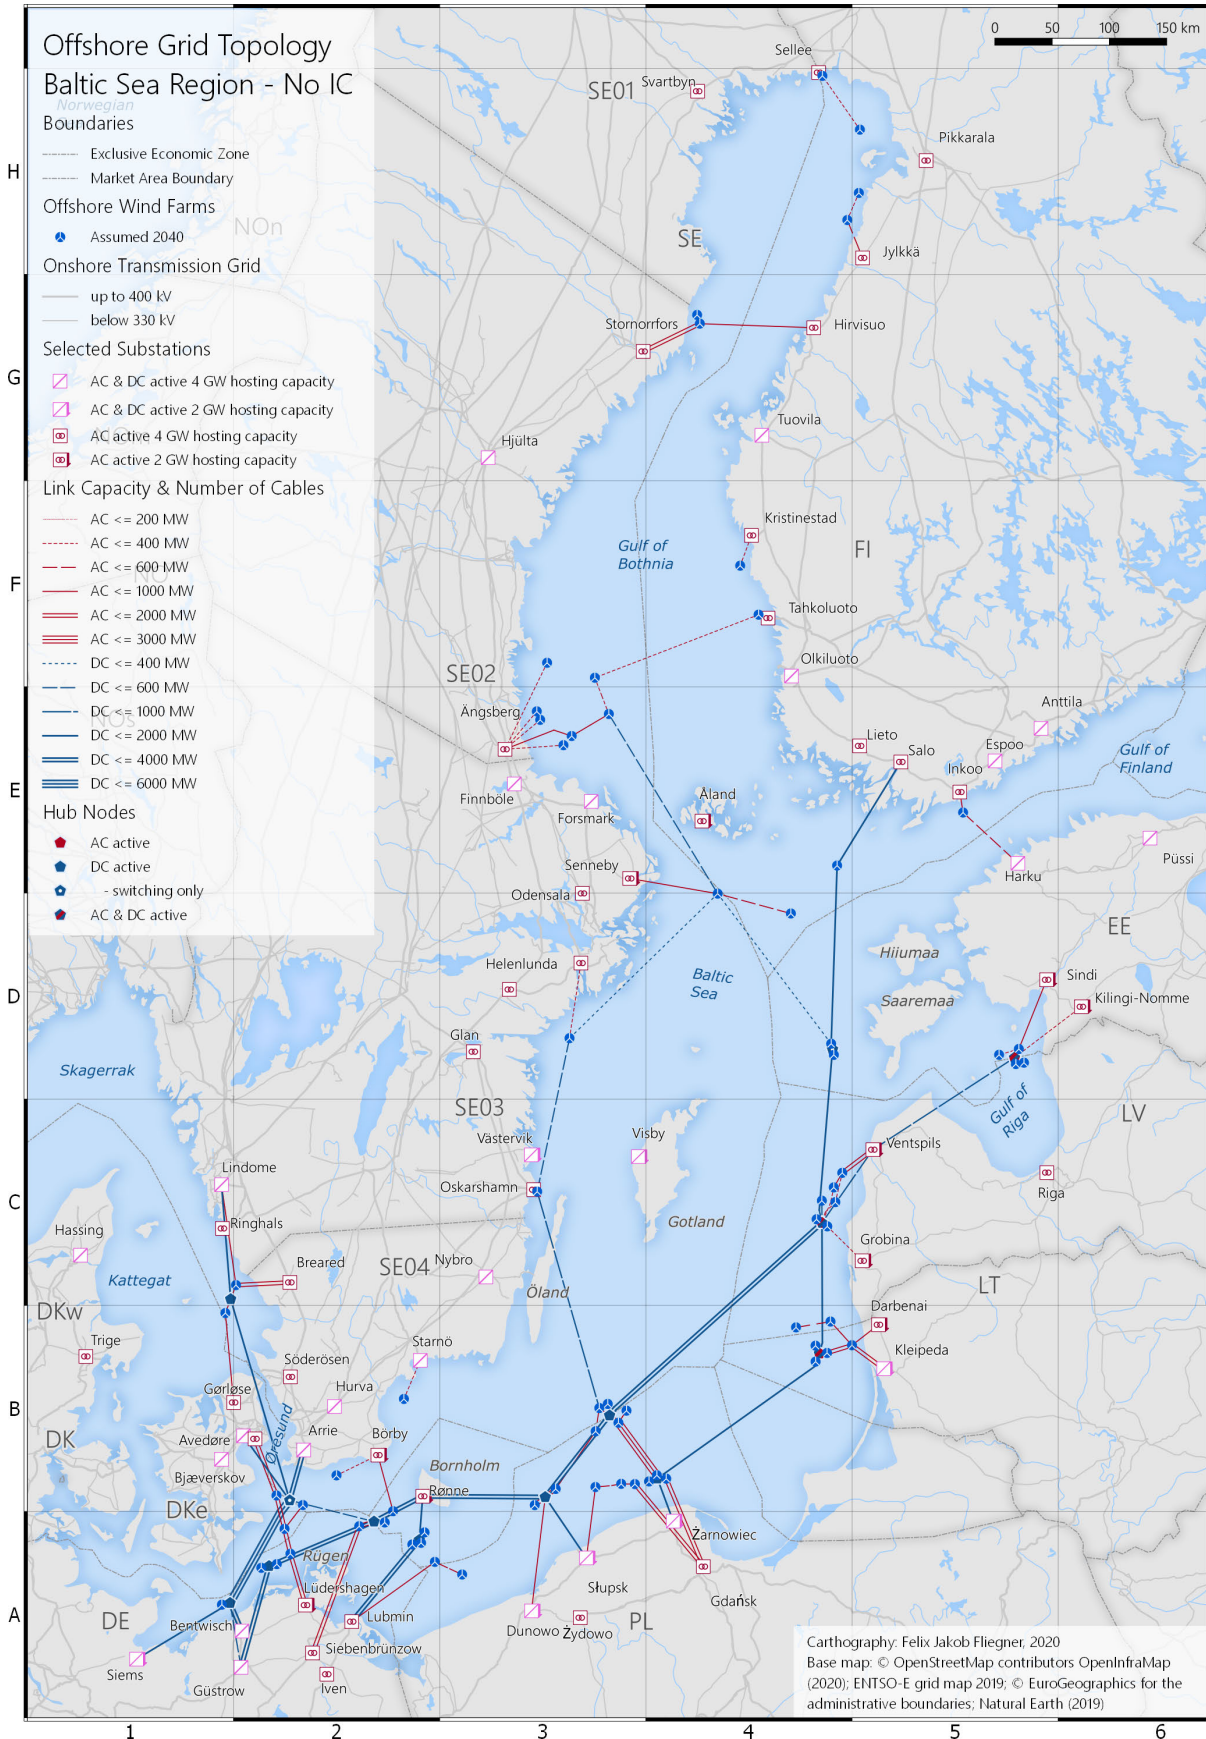 Offshore Grid Topology
Baltic Sea Region - No IC
Norwegian
Boundaries
Exclusive Economic Zone
Market Area Boundary
Offshore Wind Farms
Assumed 2040
NOn
Onshore Transmission Grid
up to 400 kV
below 330 kV
Selected Substations
AC & DC active 4 GW hosting capacity
AC & DC active 2 GW hosting capacity
AC active 4 GW hosting capacity
AC active 2 GW hosting capacity
Link Capacity & Number of Cables
AC <= 200 MW
AC <= 400 MW
AC <= 600 MW
NO
AC <= 1000 MW
AC <= 2000 MW
AC <= 3000 MW
DC <= 400 MW
DC <= 600 MW
DC <= 1000 MW
NOs
DC <= 2000 MW
DC <= 4000 MW
DC <= 6000 MW
Hub Nodes
AC active
DC active
- switching only
AC & DC active
0 50 100 150 km
Sellee
SE01
Svartbyn
Pikkarala
H
SE
Jylkkä
Stornorrfors
Hirvisuo
G
Tuovila
Hjülta
Kristinestad
Gulf of
Bothnia
FI
F
Tahkoluoto
Olkiluoto
SE02
Ängsberg
Anttila
Lieto
Salo
Espoo
Gulf of
Finland
Inkoo
E
Finnböle
Åland
Forsmark
Senneby
Püssi
Harku
Odensala
EE
Helenlunda
Hiiumaa
Baltic
Sea
Sindi
D
Saaremaa
Kilingi-Nomme
Glan
Skagerrak
SE03
Gulf of
Riga
LV
Västervik
Visby
Ventspils
Lindome
Oskarshamn
Riga
C
Ringhals
Gotland
Hassing
Grobina
Breared
SE04
Nybro
Kattegat
Öland
LT
DKw
Darbenai
Trige
Starnö
Kleipeda
Söderösen
Gørløse
Hurva
B
Øresund
DK
Avedøre
Arrie
Borby
Bjæverskov
Bornholm
Rønne
DKe
Żarnowiec
Rügen
Lüdershagen
Słupsk
Gdańsk
A
DE
Bentwisch
Lubmin
Dunowo
Żydowo
PL
Siebenbrünzow
Siems
Güstrow
Iven
Carthography: Felix Jakob Fliegner, 2020
Base map: © OpenStreetMap contributors OpenInfraMap
(2020); ENTSO-E grid map 2019; © EuroGeographics for the
administrative boundaries; Natural Earth (2019)
1 2 3 4 5 6